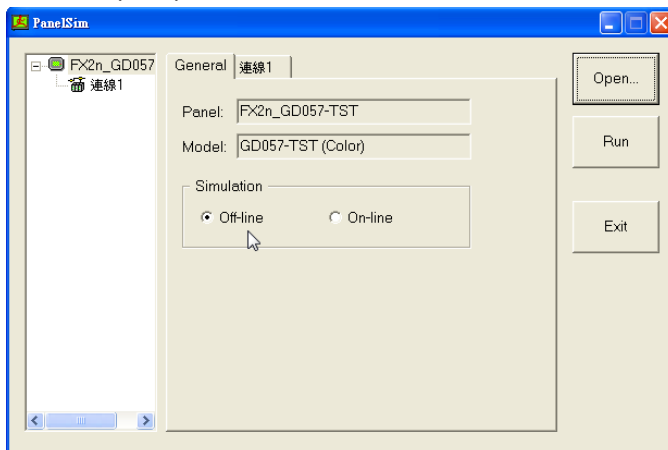 PanelSim
FX2n_GD057
連線1
General
連線1
Panel: FX2n_GD057-TST
Model: GD057-TST (Color)
Simulation
Off-line
On-line
Open...
Run
Exit